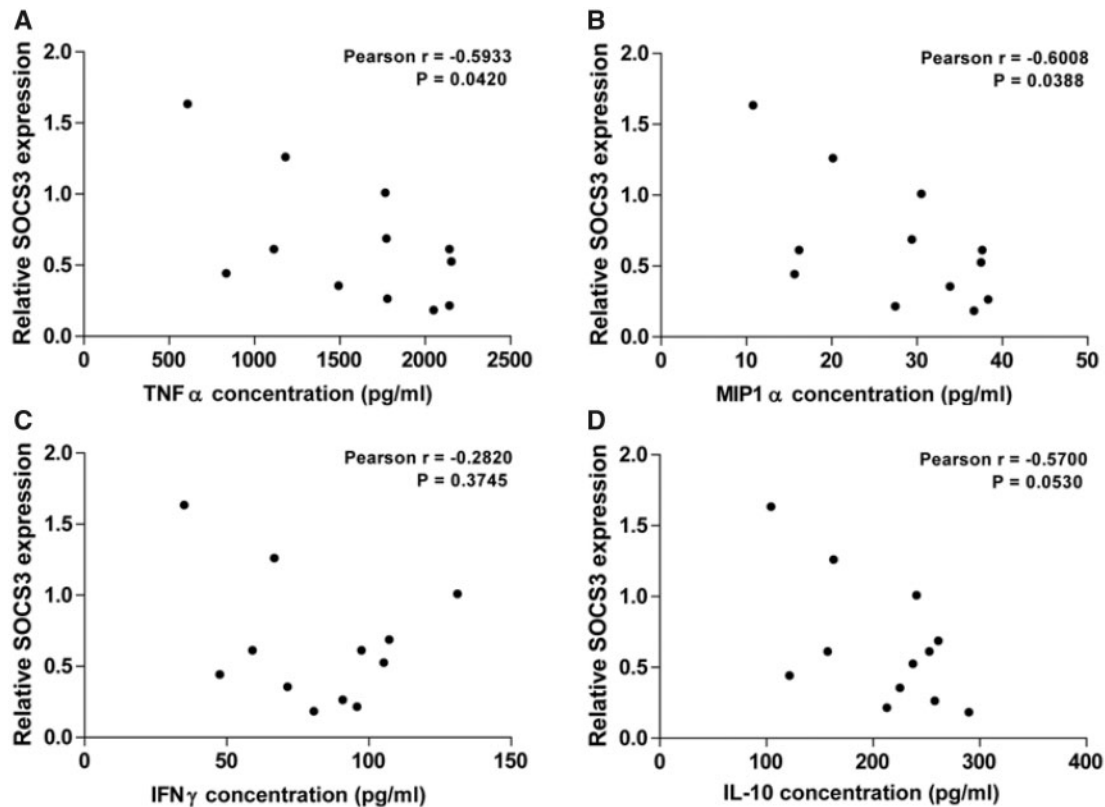 A
Pearson r = -0.5933
P = 0.0420
Relative SOCS3 expression
2.0
1.5
1.0
0.5
0.0
0 500 1000 1500 2000 2500
TNF α concentration (pg/ml)
B
Pearson r = -0.6008
P = 0.0388
Relative SOCS3 expression
2.0
1.5
1.0
0.5
0.0
0 10 20 30 40 50
MIP1 α concentration (pg/ml)
C
Pearson r = -0.2820
P = 0.3745
Relative SOCS3 expression
2.0
1.5
1.0
0.5
0.0
0 50 100 150
IFN γ concentration (pg/ml)
D
Pearson r = -0.5700
P = 0.0530
Relative SOCS3 expression
2.0
1.5
1.0
0.5
0.0
0 100 200 300 400
IL-10 concentration (pg/ml)